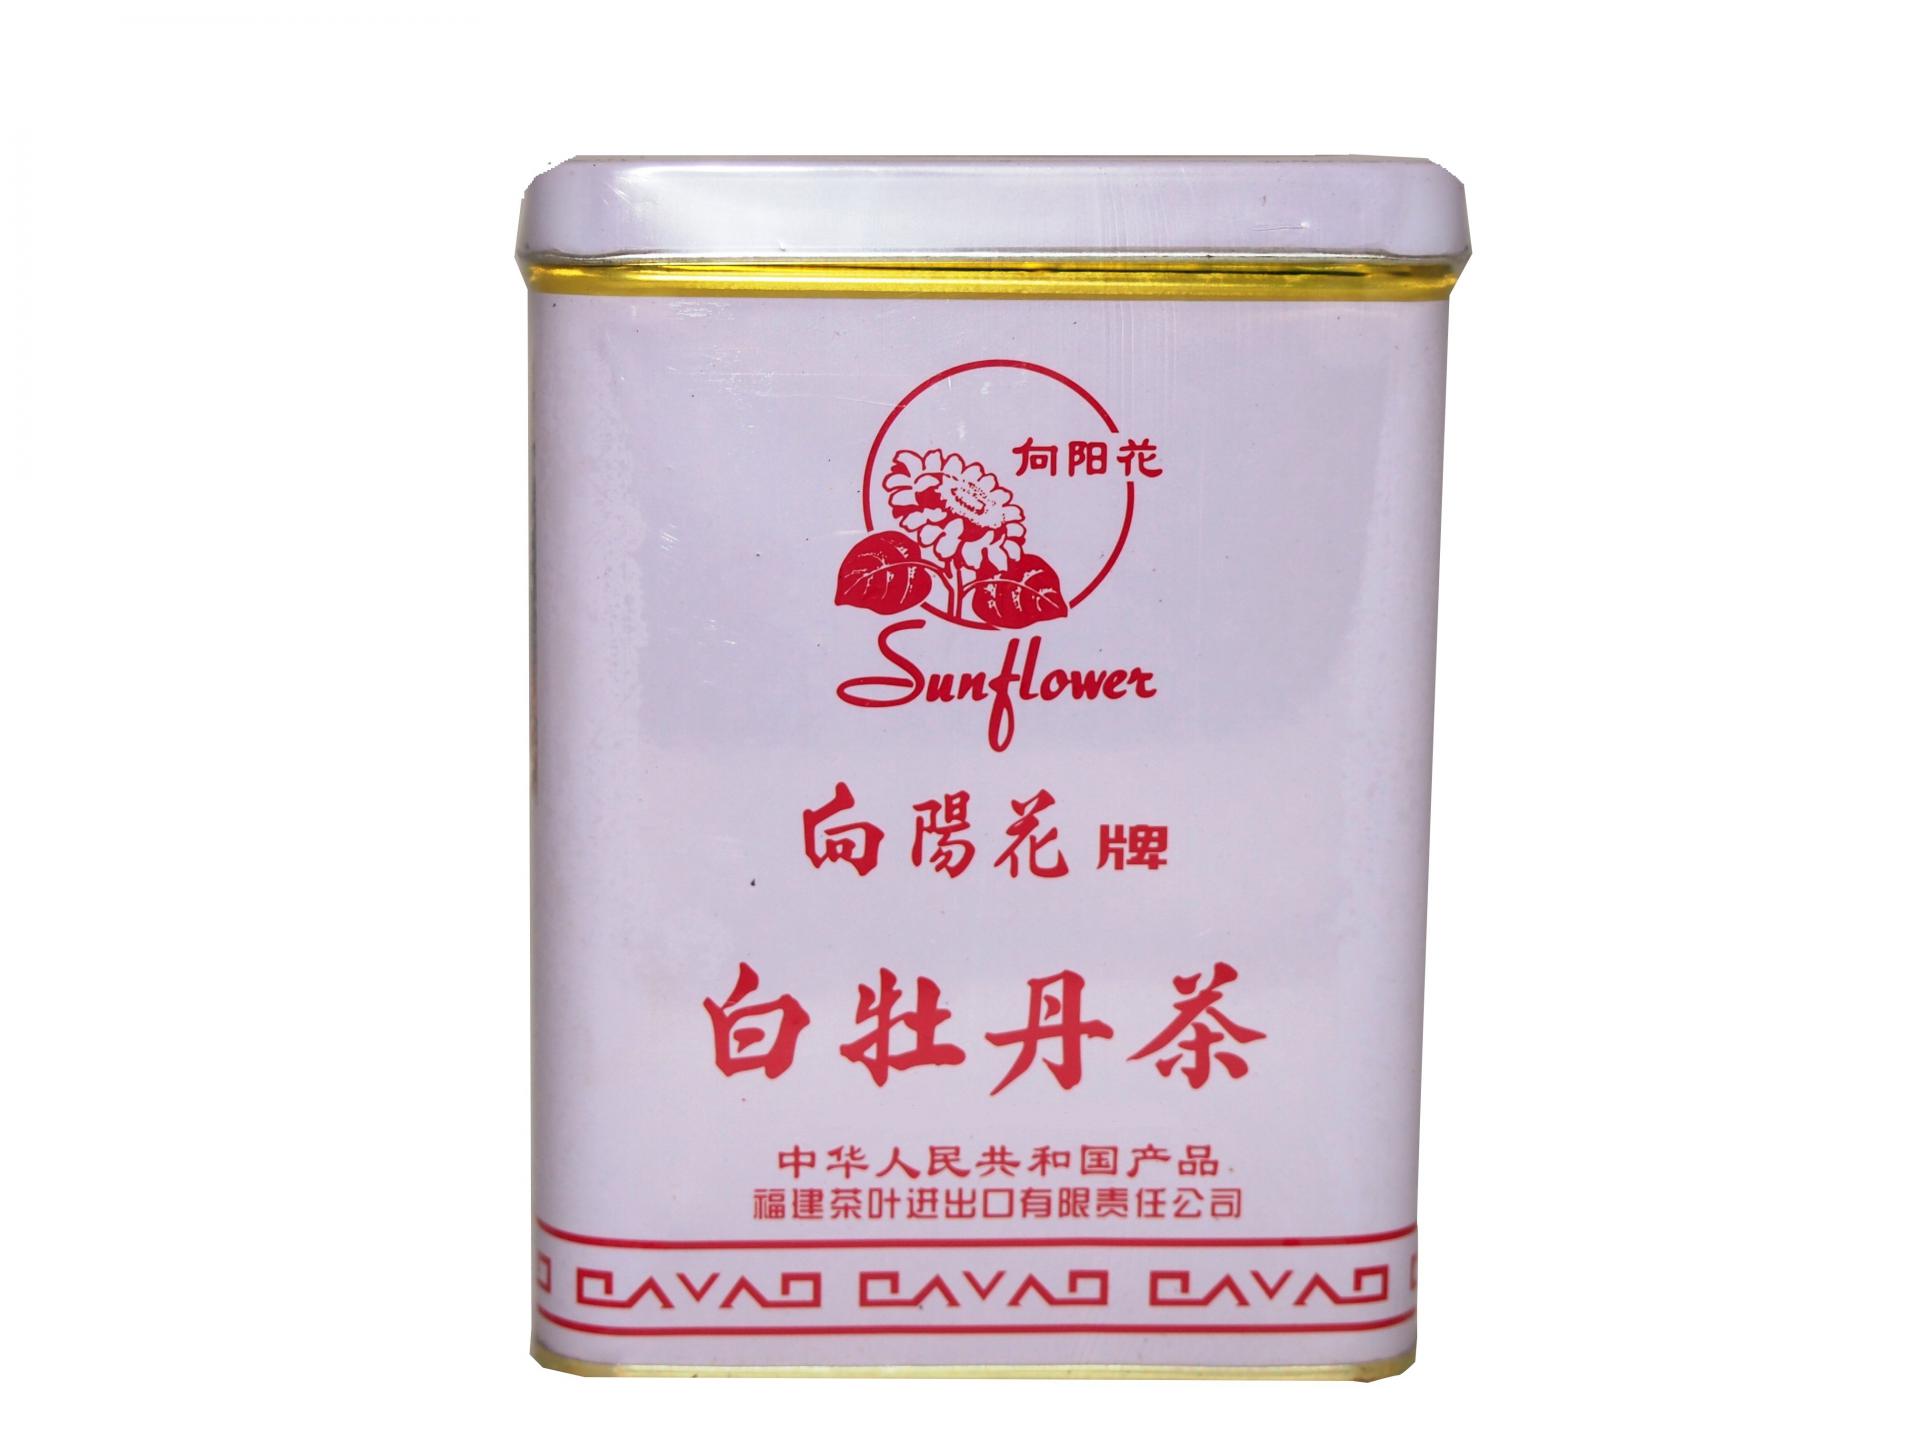 向阳花
Sunflower
向陽花牌
白牡丹茶
中华人民共和国产品
福建茶叶进出口有限责任公司